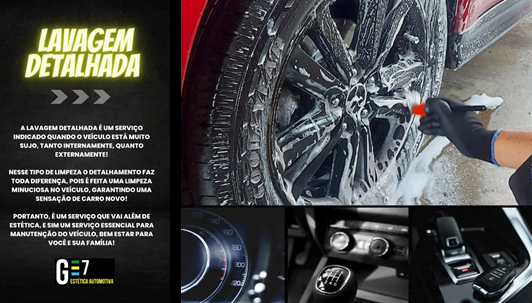 LAVAGEM
DETALHADA
A LAVAGEM DETALHADA É UM SERVIÇO
INDICADO QUANDO O VEÍCULO ESTÁ MUITO
SUJO, TANTO INTERNAMENTE, QUANTO
EXTERNAMENTE!
NESSE TIPO DE LIMPEZA O DETALHAMENTO FAZ
TODA DIFERENÇA, POIS É FEITA UMA LIMPEZA
MINUCIOSA NO VEÍCULO, GARANTINDO UMA
SENSAÇÃO DE CARRO NOVO!
PORTANTO, É UM SERVIÇO QUE VAI ALÉM DE
ESTÉTICA, E SIM UM SERVIÇO ESSENCIAL PARA
MANUTENÇÃO DO VEÍCULO, BEM ESTAR PARA
VOCÊ E SUA FAMÍLIA!
GE7
ESTÉTICA AUTOMOTIVA